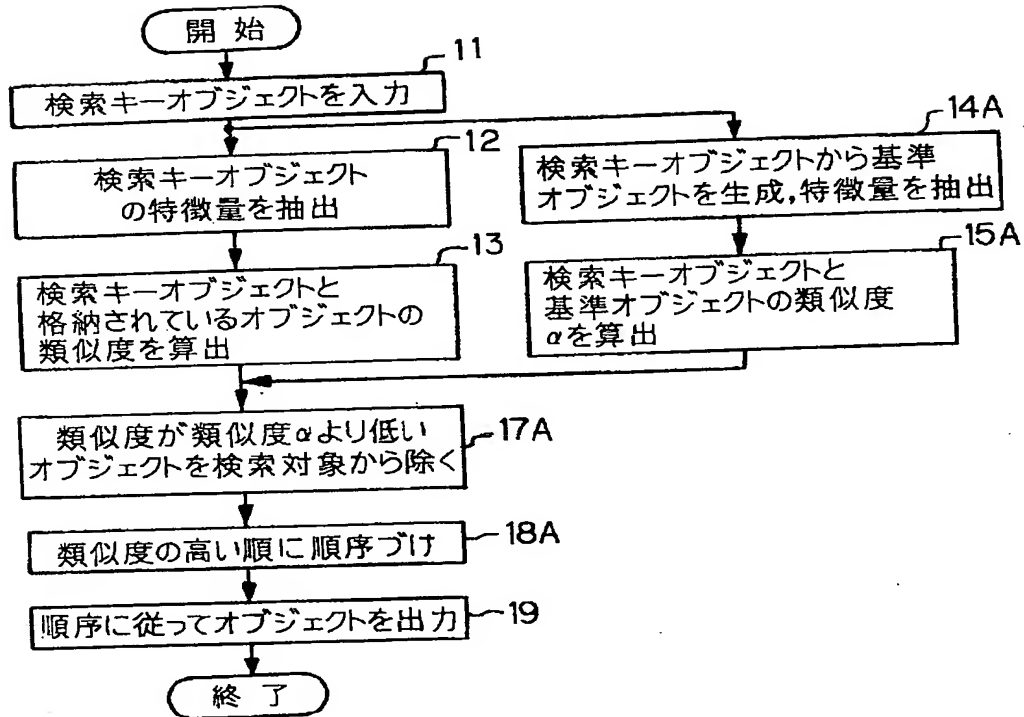 開始
11
検索キーオブジェクトを入力
12
検索キーオブジェクト
の特徴量を抽出
14A
検索キーオブジェクトから基準
オブジェクトを生成,特徴量を抽出
13
検索キーオブジェクトと
格納されているオブジェクトの
類似度を算出
15A
検索キーオブジェクトと
基準オブジェクトの類似度
αを算出
類似度が類似度αより低い
オブジェクトを検索対象から除く
17A
類似度の高い順に順序づけ
18A
順序に従ってオブジェクトを出力
19
終了